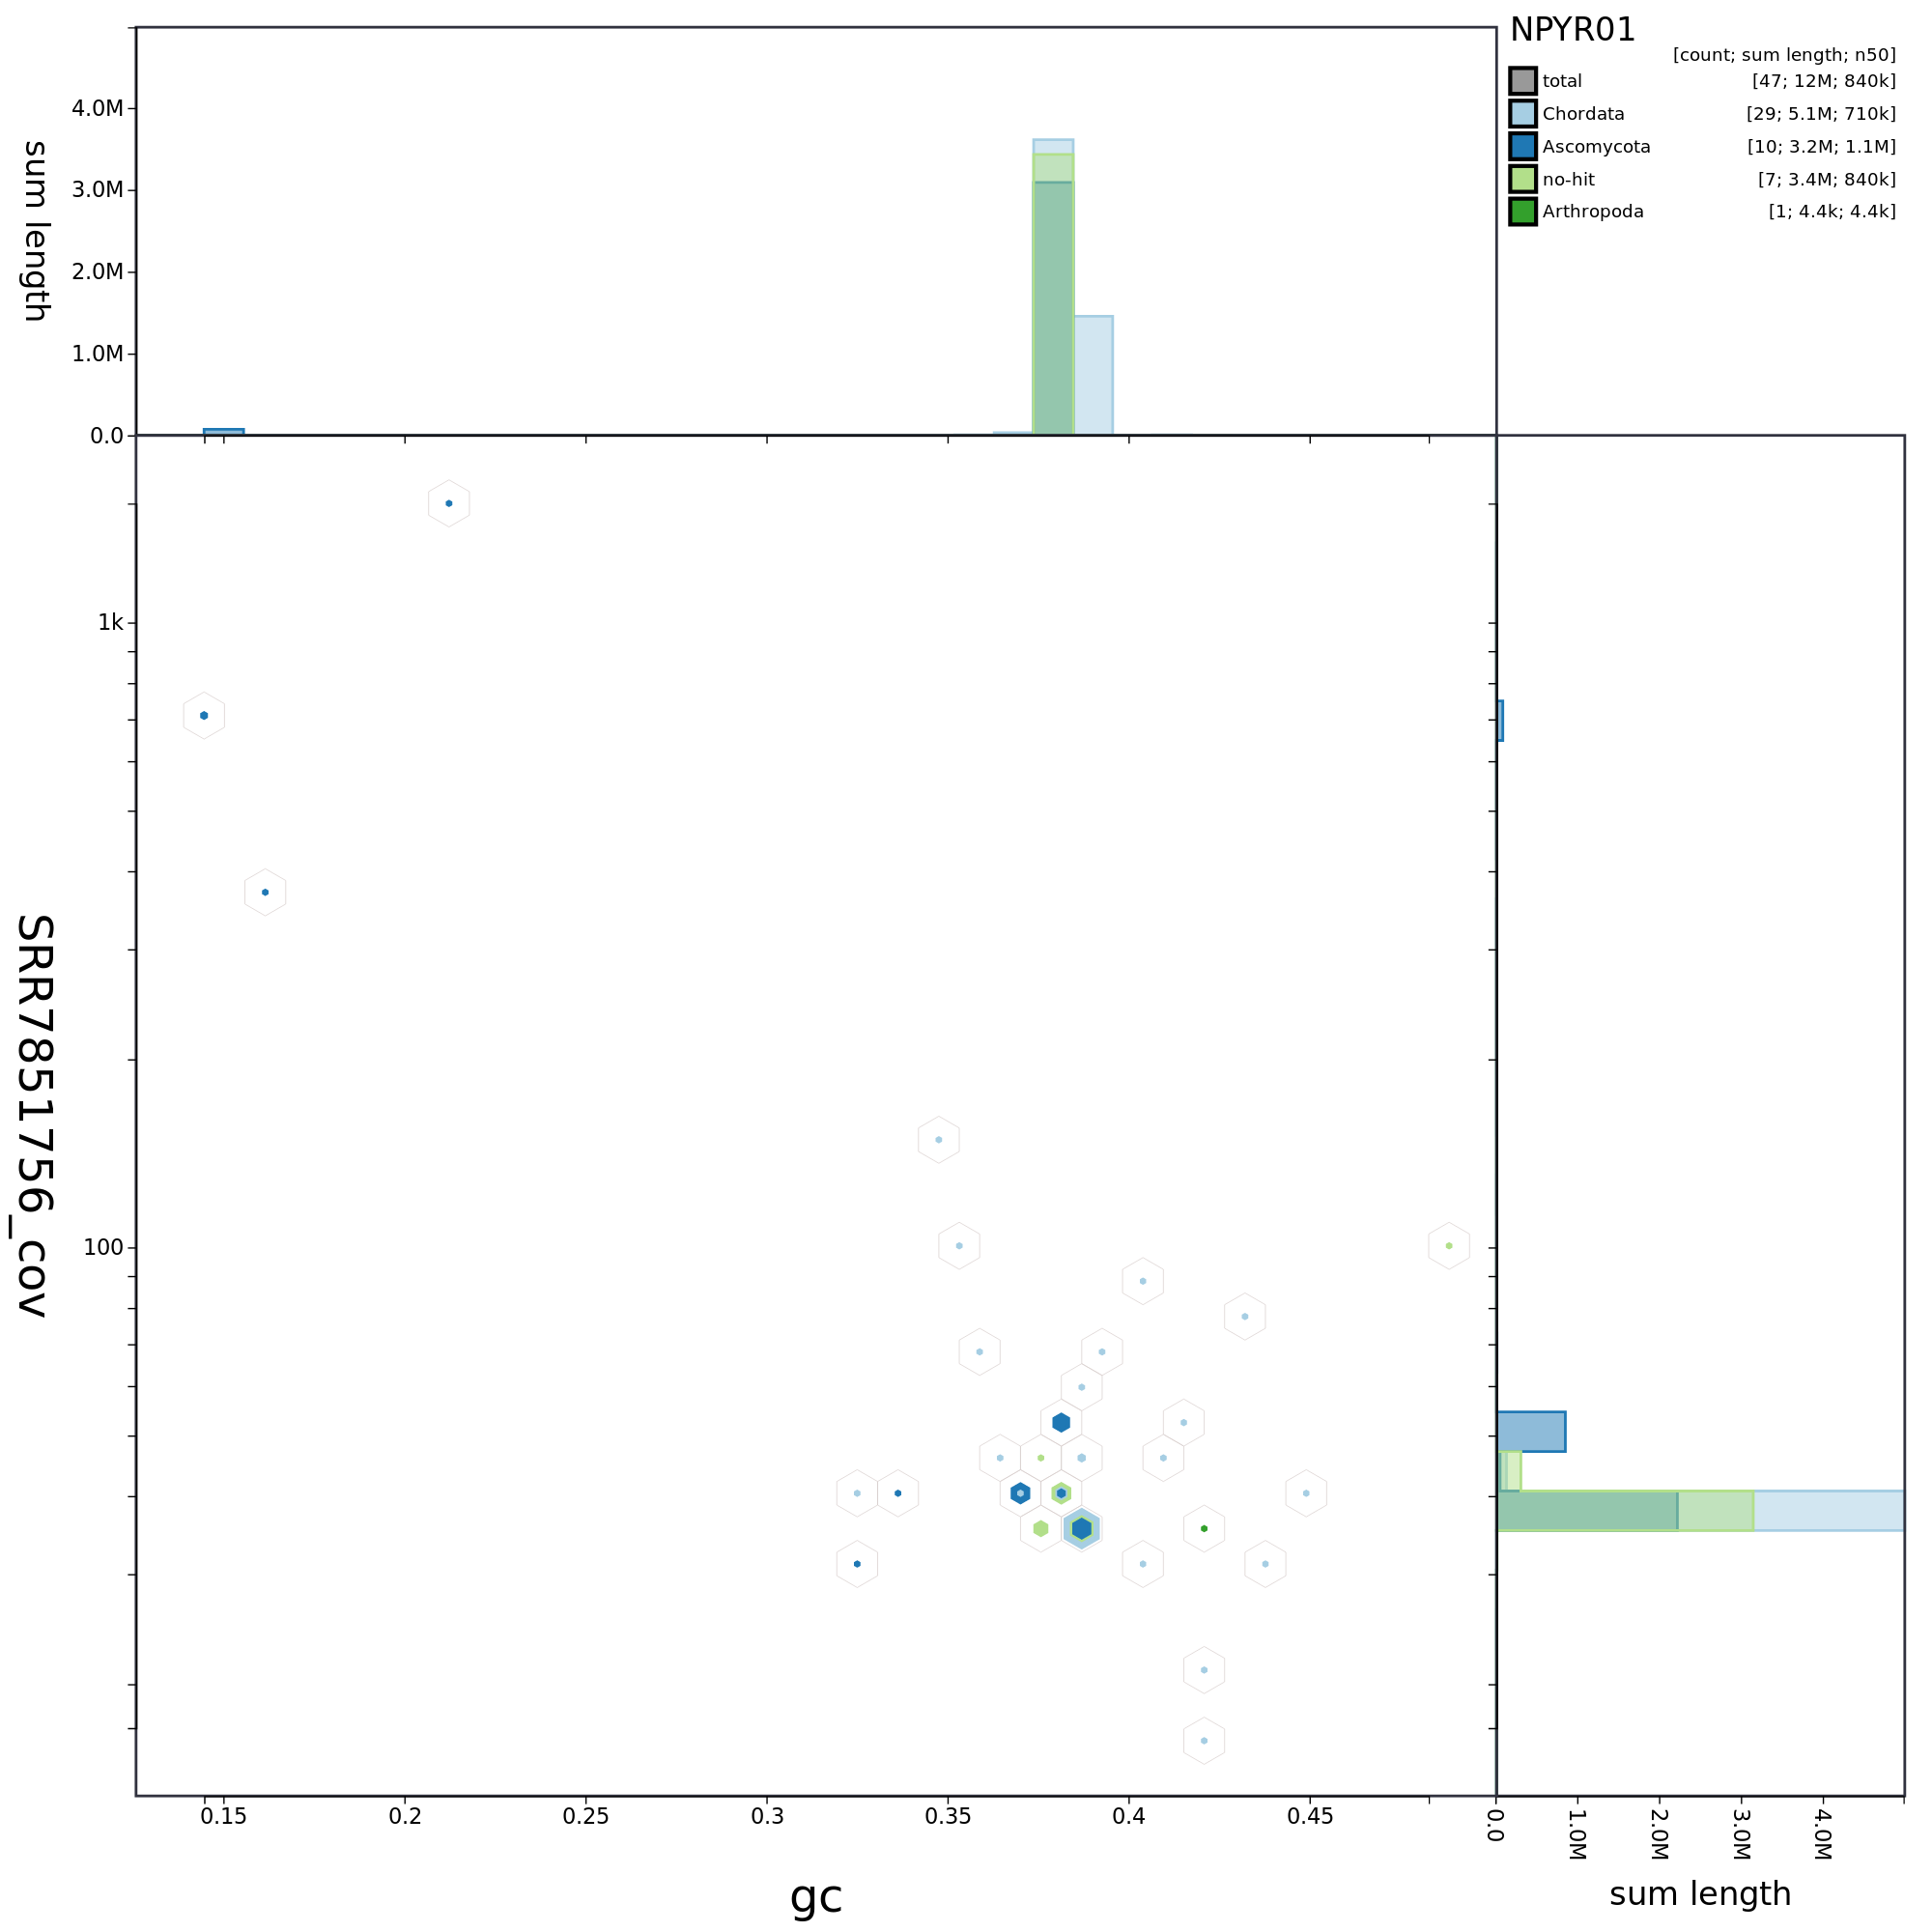 NPYR01
[count; sum length; n50]
total [47; 12M; 840k]
Chordata [29; 5.1M; 710k]
Ascomycota [10; 3.2M; 1.1M]
no-hit [7; 3.4M; 840k]
Arthropoda [1; 4.4k; 4.4k]
sum length
4.0M
3.0M
2.0M
1.0M
0.0
SRR7851756_cov
1k
100
0.15 0.2 0.25 0.3 0.35 0.4 0.45
gc
0.0 1.0M 2.0M 3.0M 4.0M
sum length